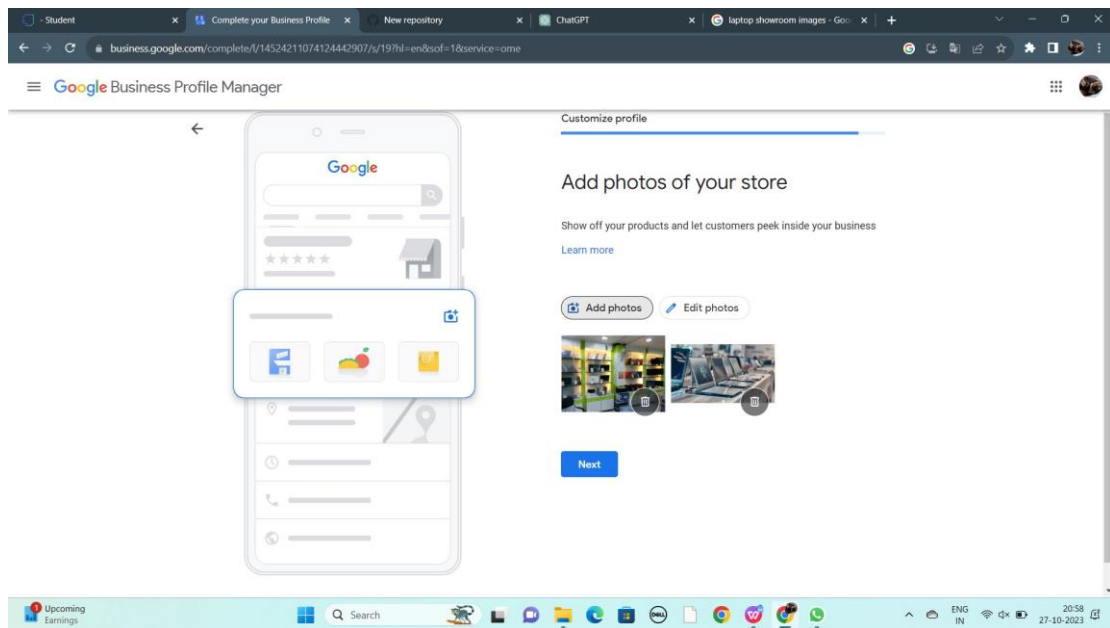 - Student
Complete your Business Profile
New repository
ChatGPT
laptop showroom images - Goo
business.google.com/complete/l/14524211074124442907/s/19?hl=en&sof=1&service=ome
Google Business Profile Manager
Customize profile
Google
Add photos of your store
Show off your products and let customers peek inside your business
Learn more
Add photos
Edit photos
Next
1
Upcoming
Earnings
Search
DELL
ENG
IN
20:58
27-10-2023